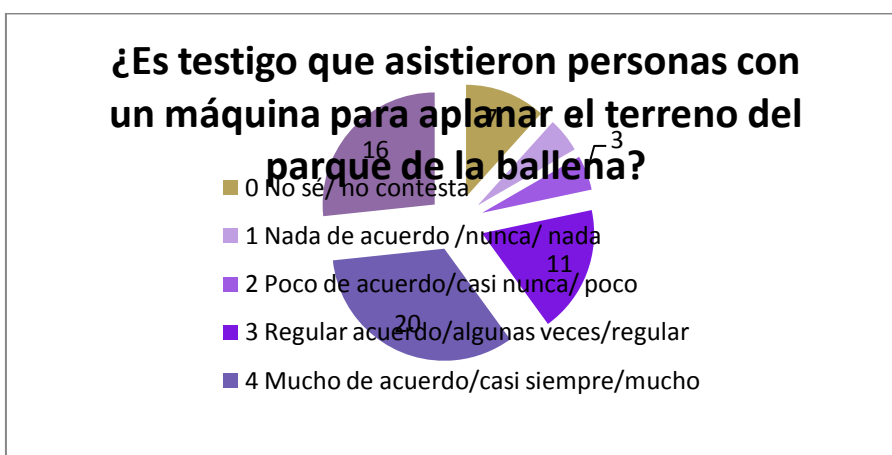 ¿Es testigo que asistieron personas con
un máquina para aplanar el terreno del
parque de la ballena?
7
3
16
0 No sé/ no contesta
1 Nada de acuerdo /nunca/ nada
11
2 Poco de acuerdo/casi nunca/ poco
20
3 Regular acuerdo/algunas veces/regular
4 Mucho de acuerdo/casi siempre/mucho